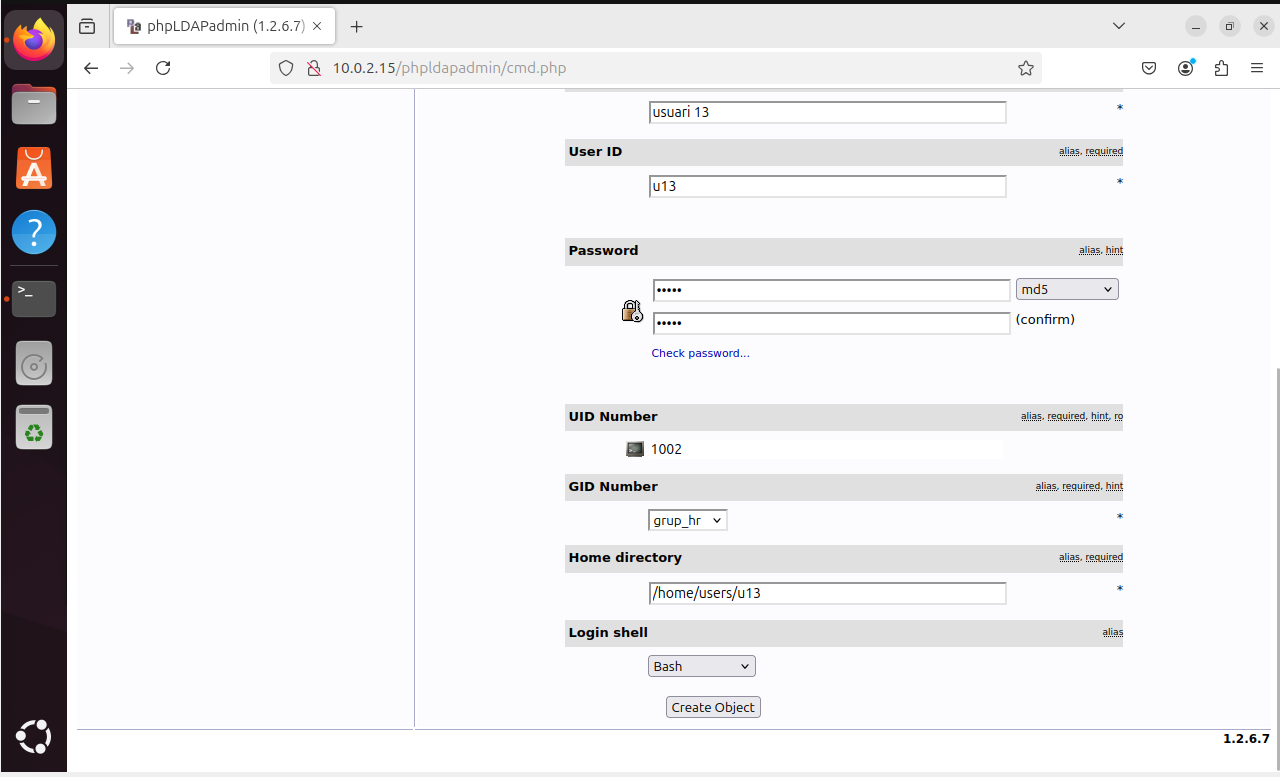 phpLDAPadmin (1.2.6.7)
10.0.2.15/phpldapadmin/cmd.php
usuari 13 *
User ID alias, required
u13 *
Password alias, hint
••••• md5
••••• (confirm)
Check password...
UID Number alias, required, hint, ro
1002
GID Number alias, required, hint
grup_hr *
Home directory alias, required
/home/users/u13 *
Login shell alias
Bash
Create Object
1.2.6.7